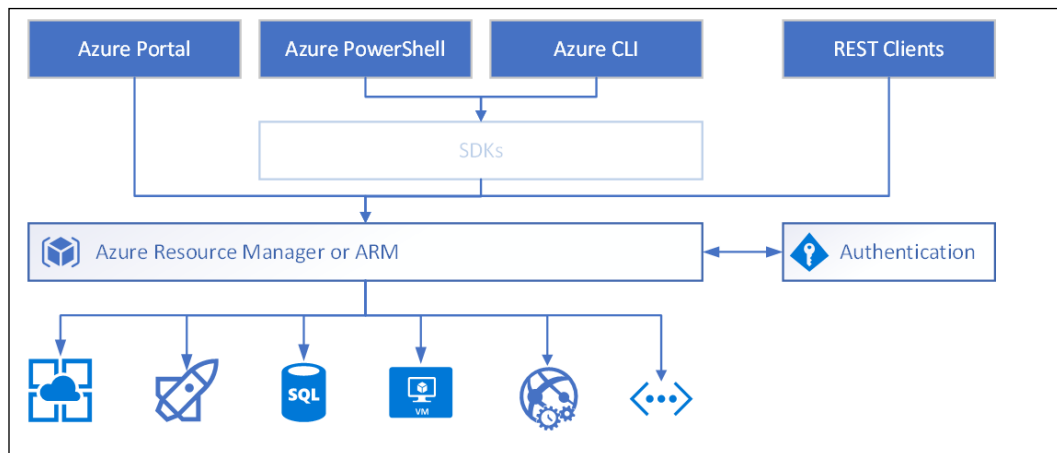 Azure Portal
Azure PowerShell
Azure CLI
REST Clients
SDKs
Azure Resource Manager or ARM
Authentication
SQL
VM